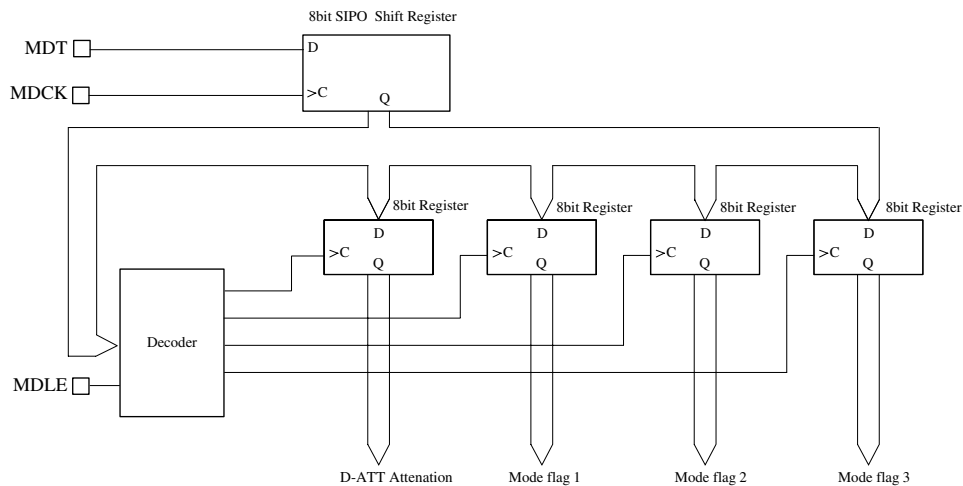 8bit SIPO Shift Register
MDT
D
MDCK
>C
Q
8bit Register
8bit Register
8bit Register
8bit Register
D
D
D
D
>C
>C
>C
>C
Q
Q
Q
Q
Decoder
MDLE
D-ATT Attenation
Mode flag 1
Mode flag 2
Mode flag 3